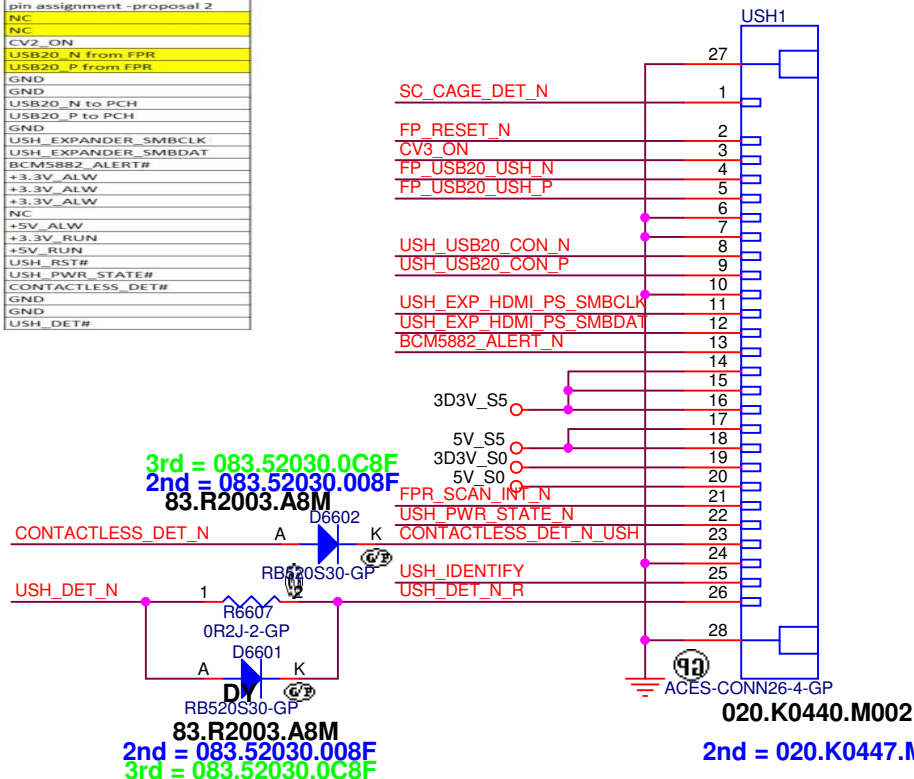 pin assignment -proposal 2
NC
NC
CV2_ON
USB20_N from FPR
USB20_P from FPR
GND
GND
USB20_N to PCH
USB20_P to PCH
GND
USH_EXPANDER_SMBCLK
USH_EXPANDER_SMBDAT
BCM5882_ALERT#
+3.3V_ALW
+3.3V_ALW
+3.3V_ALW
NC
+5V_ALW
+3.3V_RUN
+5V_RUN
USH_RST#
USH_PWR_STATE#
CONTACTLESS_DET#
GND
GND
USH_DET#
USH1
27
SC_CAGE_DET_N 1
FP_RESET_N 2
CV3_ON 3
FP_USB20_USH_N 4
FP_USB20_USH_P 5
6
7
USH_USB20_CON_N 8
USH_USB20_CON_P 9
10
USH_EXP_HDMI_PS_SMBCLK 11
USH_EXP_HDMI_PS_SMBDAT 12
BCM5882_ALERT_N 13
14
15
3D3V_S5 16
17
5V_S5 18
3D3V_S0 19
5V_S0 20
FPR_SCAN_INT_N 21
USH_PWR_STATE_N 22
CONTACTLESS_DET_N_USH 23
24
USH_IDENTIFY 25
USH_DET_N_R 26
28
ACES-CONN26-4-GP
020.K0440.M002
2nd = 020.K0447.M
3rd = 083.52030.0C8F
2nd = 083.52030.008F
83.R2003.A8M
D6602
CONTACTLESS_DET_N A K
RB520S30-GP
USH_DET_N 1 2
R6607
0R2J-2-GP
D6601
A K
DY
RB520S30-GP
83.R2003.A8M
2nd = 083.52030.008F
3rd = 083.52030.0C8F